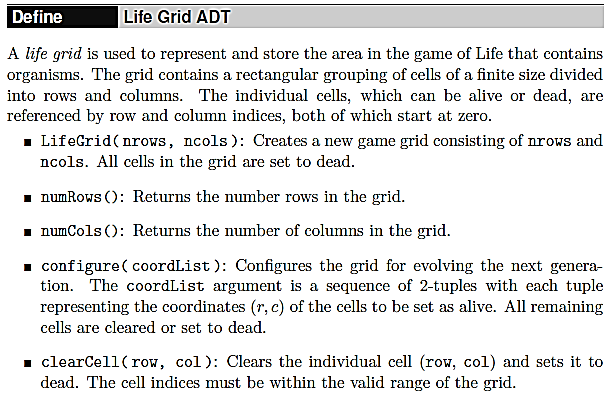 Define Life Grid ADT
A life grid is used to represent and store the area in the game of Life that contains
organisms. The grid contains a rectangular grouping of cells of a finite size divided
into rows and columns. The individual cells, which can be alive or dead, are
referenced by row and column indices, both of which start at zero.
■ LifeGrid( nrows, ncols ): Creates a new game grid consisting of nrows and
ncols. All cells in the grid are set to dead.
■ numRows(): Returns the number rows in the grid.
■ numCols(): Returns the number of columns in the grid.
■ configure( coordList ): Configures the grid for evolving the next genera-
tion. The coordList argument is a sequence of 2-tuples with each tuple
representing the coordinates (r, c) of the cells to be set as alive. All remaining
cells are cleared or set to dead.
■ clearCell( row, col ): Clears the individual cell (row, col) and sets it to
dead. The cell indices must be within the valid range of the grid.